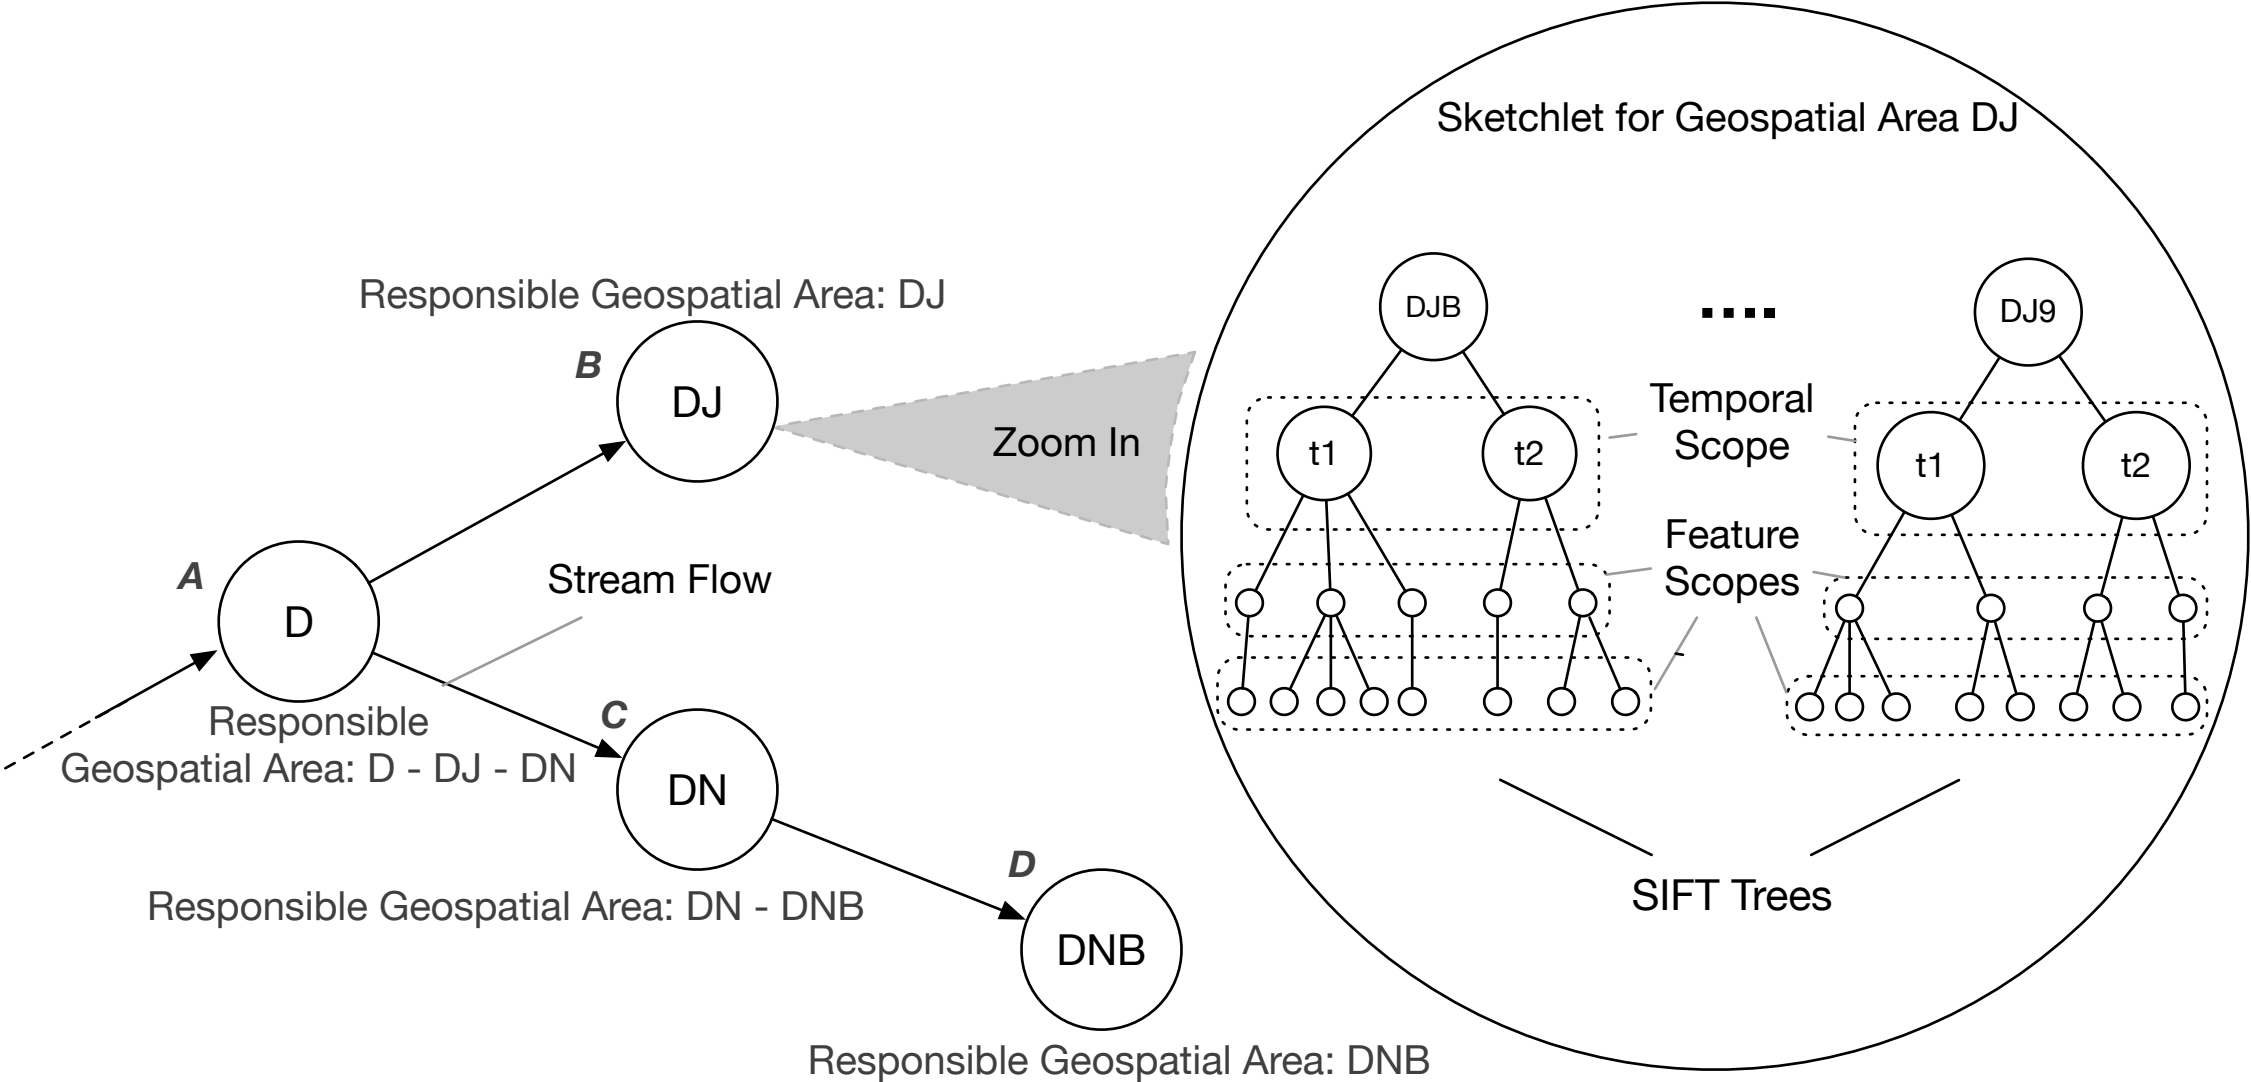 Sketchlet for Geospatial Area DJ
Responsible Geospatial Area: DJ
B
DJ
Zoom In
DJB
....
DJ9
Temporal
Scope
t1
t2
t1
t2
Feature
Scopes
A
D
Stream Flow
Responsible
Geospatial Area: D - DJ - DN
C
DN
Responsible Geospatial Area: DN - DNB
D
DNB
Responsible Geospatial Area: DNB
SIFT Trees